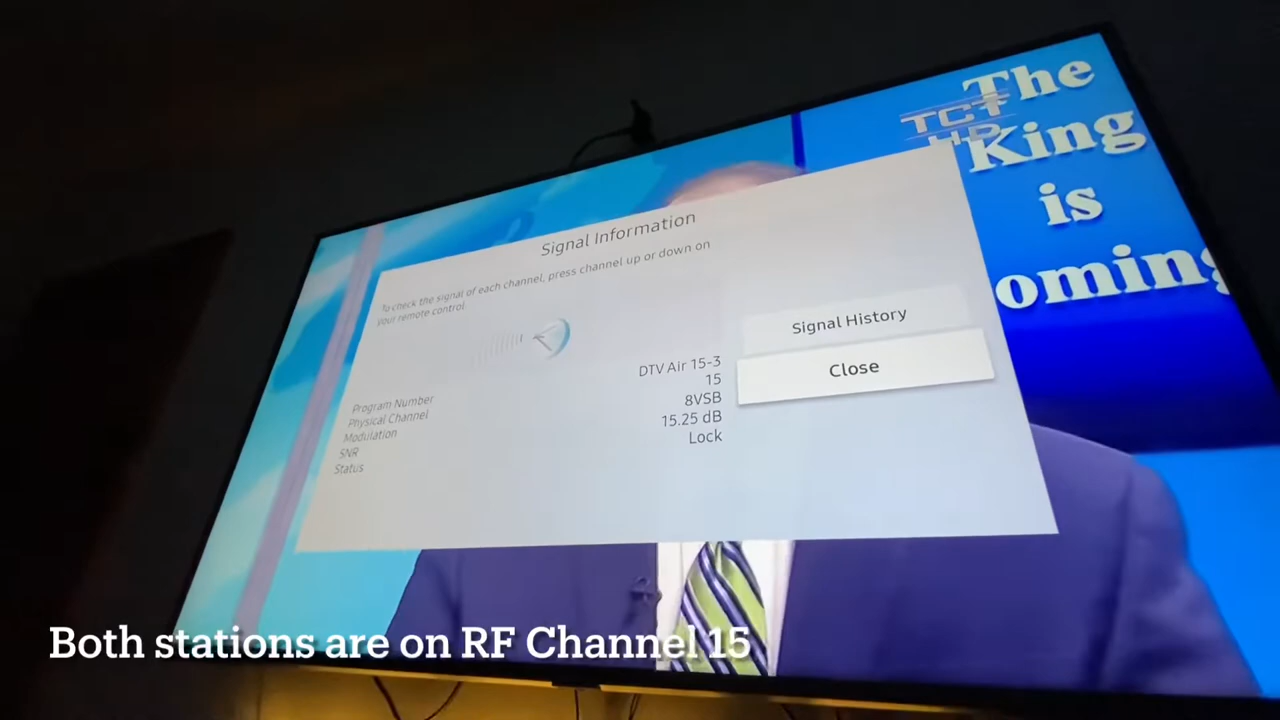 The
TCT
HD
King
is
oming
Signal Information
To check the signal of each channel, press channel up or down on
your remote control.
Signal History
Close
Program Number DTV Air 15-3
Physical Channel 15
Modulation 8VSB
SNR 15.25 dB
Status Lock
Both stations are on RF Channel 15